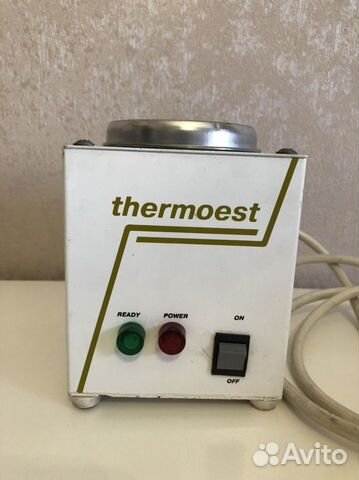 thermoest
READY POWER ON
OFF
Avito